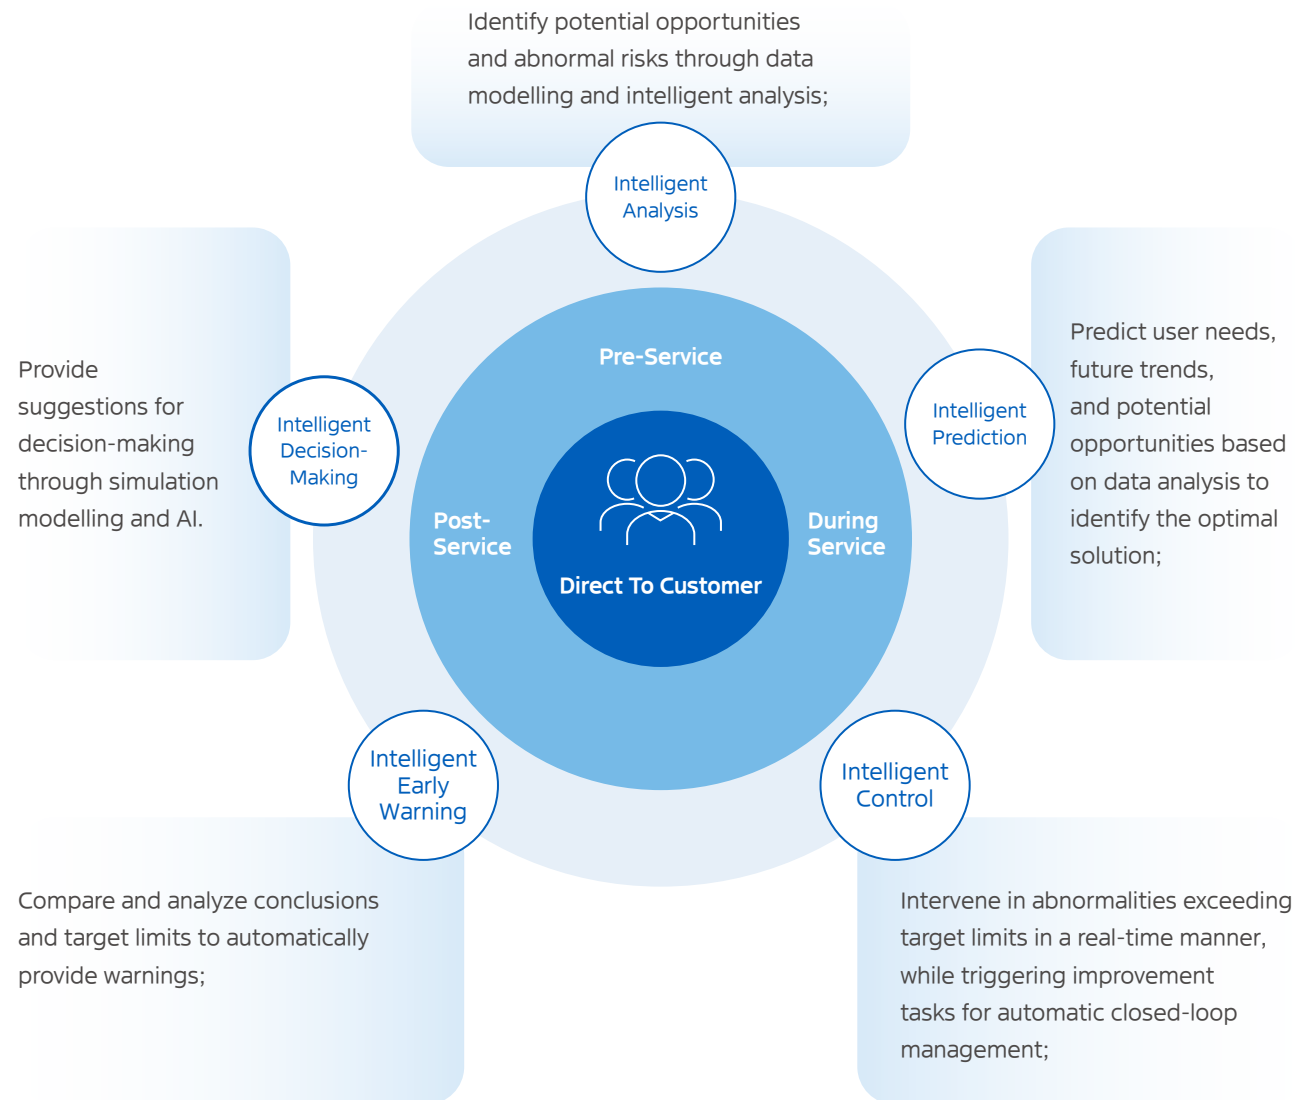 Identify potential opportunities
and abnormal risks through data
modelling and intelligent analysis;
Intelligent
Analysis
Predict user needs,
future trends,
and potential
opportunities based
on data analysis to
identify the optimal
solution;
Intelligent
Prediction
Provide
suggestions for
decision-making
through simulation
modelling and AI.
Intelligent
Decision-
Making
Pre-Service
Post-
Service
During
Service
Direct To Customer
Intelligent
Early
Warning
Intelligent
Control
Compare and analyze conclusions
and target limits to automatically
provide warnings;
Intervene in abnormalities exceeding
target limits in a real-time manner,
while triggering improvement
tasks for automatic closed-loop
management;